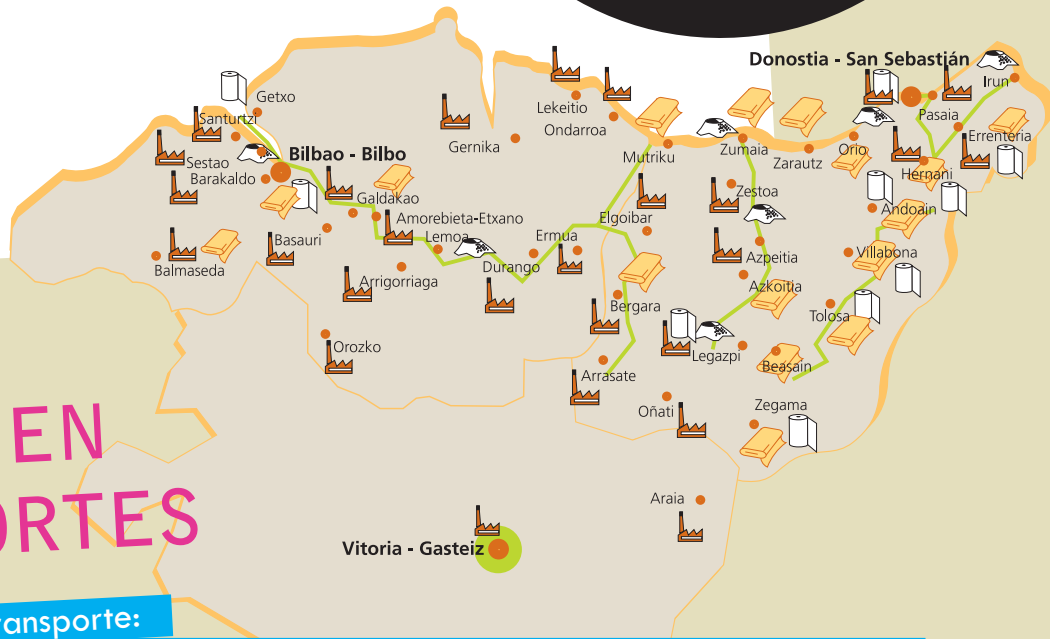 Donostia - San Sebastián
Irun
Getxo
Lekeitio
Pasaia
Santurtzi
Ondarroa
Errenteria
Gernika
Bilbao - Bilbo
Mutriku
Zumaia
Zarautz
Orio
Sestao
Hernani
Barakaldo
Zestoa
Galdakao
Andoain
Amorebieta-Etxano
Elgoibar
Basauri
Lemoa
Ermua
Balmaseda
Durango
Azpeitia
Villabona
Arrigorriaga
Azkoitia
Bergara
Tolosa
Orozko
Legazpi
Beasain
Arrasate
Oñati
Zegama
EN
ORTES
Araia
Vitoria - Gasteiz
ansporte: